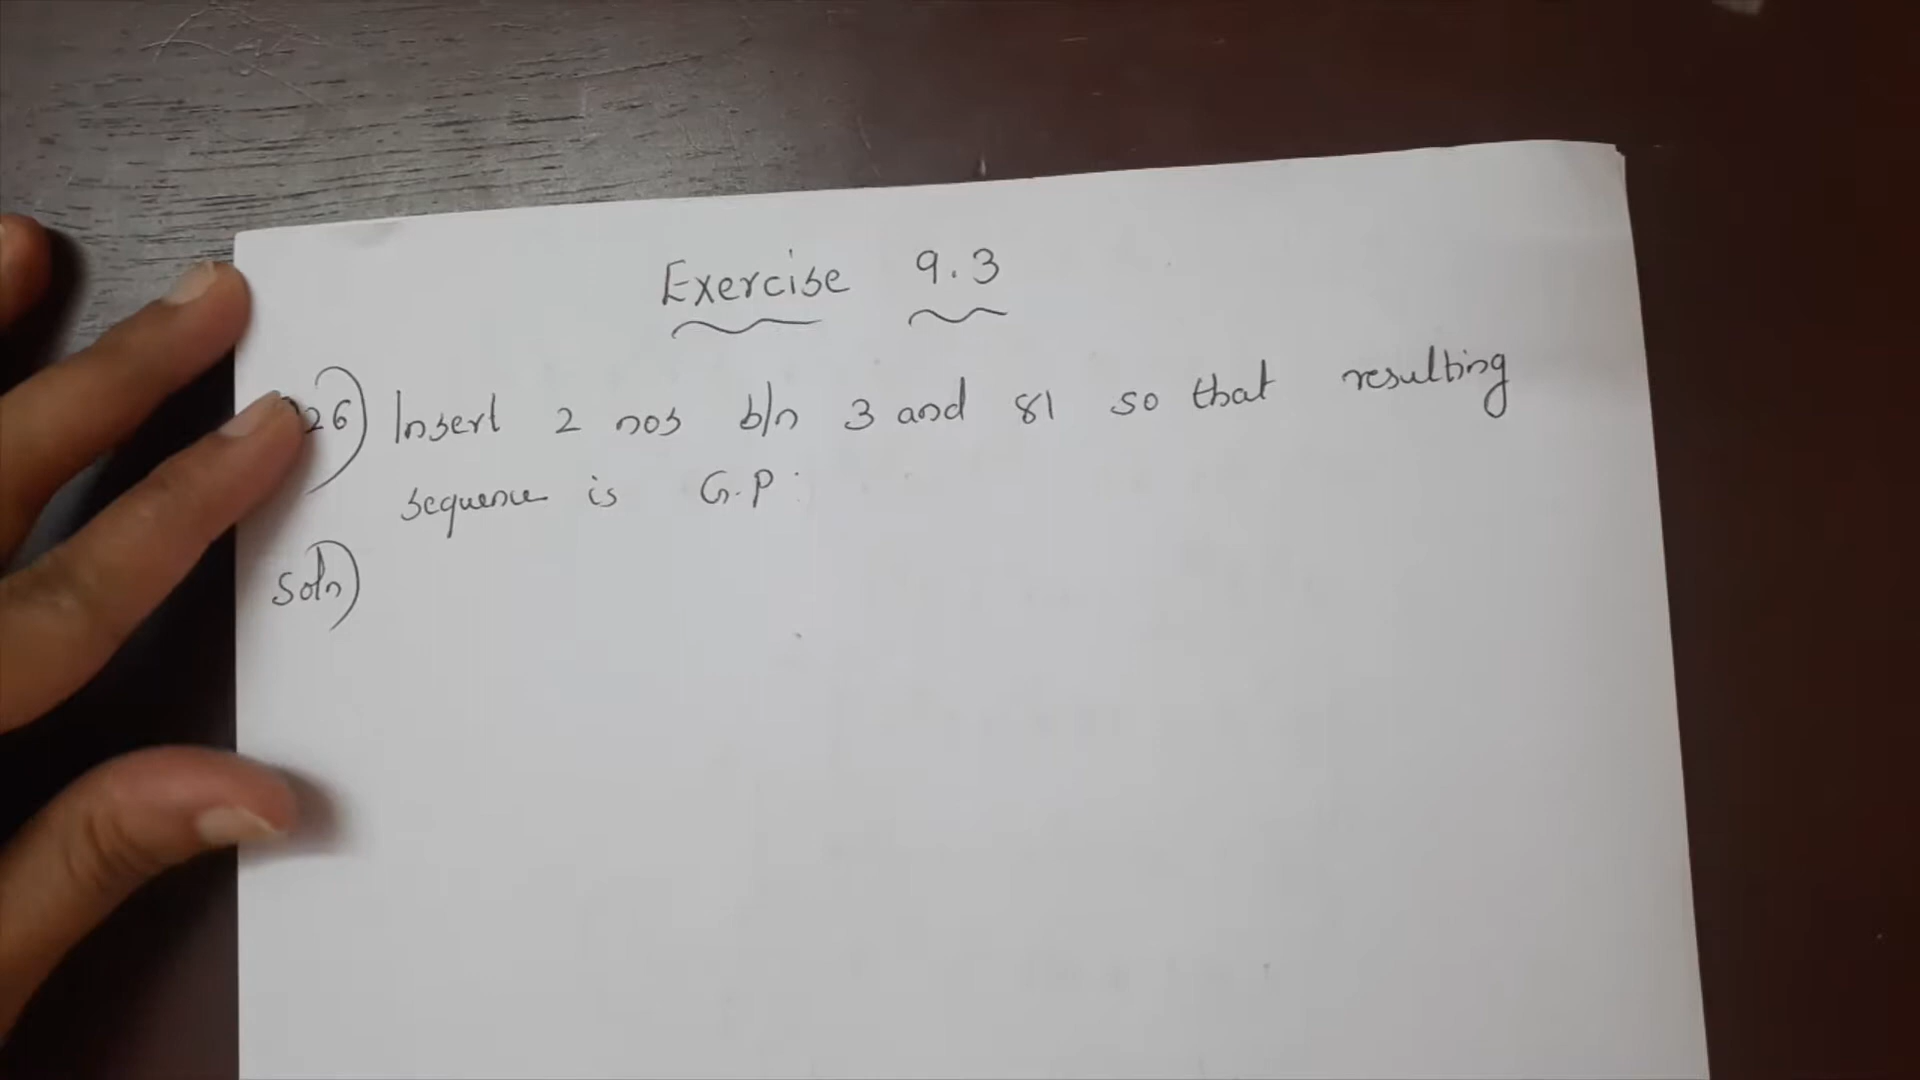 Exercise 9.3
26) Insert 2 nos b/n 3 and 81 so that resulting
sequence is G.P.
Soln)